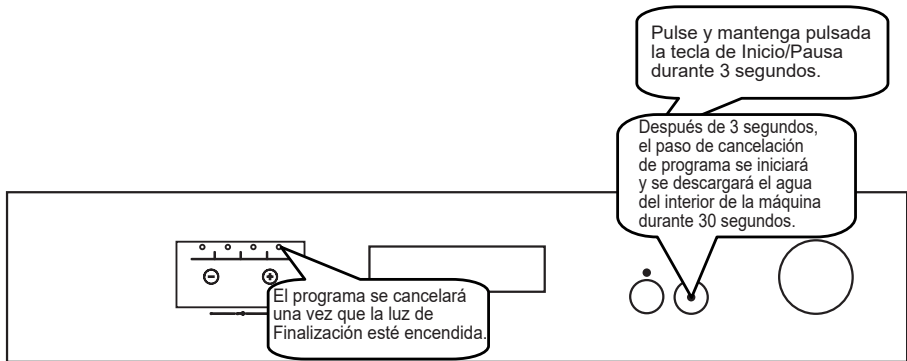 Pulse y mantenga pulsada
la tecla de Inicio/Pausa
durante 3 segundos.
Después de 3 segundos,
el paso de cancelación
de programa se iniciará
y se descargará el agua
del interior de la máquina
durante 30 segundos.
El programa se cancelará
una vez que la luz de
Finalización esté encendida.